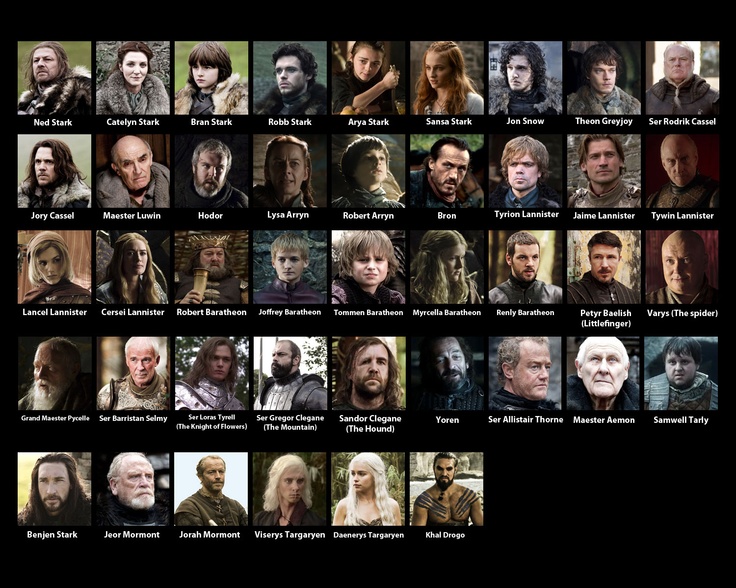 Ned Stark
Catelyn Stark
Bran Stark
Robb Stark
Arya Stark
Sansa Stark
Jon Snow
Theon Greyjoy
Ser Rodrik Cassel
Jory Cassel
Maester Luwin
Hodor
Lysa Arryn
Robert Arryn
Bron
Tyrion Lannister
Jaime Lannister
Tywin Lannister
Lancel Lannister
Cersei Lannister
Robert Baratheon
Joffrey Baratheon
Tommen Baratheon
Myrcella Baratheon
Renly Baratheon
Petyr Baelish
(Littlefinger)
Varys (The spider)
Grand Maester Pycelle
Ser Barristan Selmy
Ser Loras Tyrell
(The Knight of Flowers)
Ser Gregor Clegane
(The Mountain)
Sandor Clegane
(The Hound)
Yoren
Ser Allistair Thorne
Maester Aemon
Samwell Tarly
Benjen Stark
Jeor Mormont
Jorah Mormont
Viserys Targaryen
Daenerys Targaryen
Khal Drogo